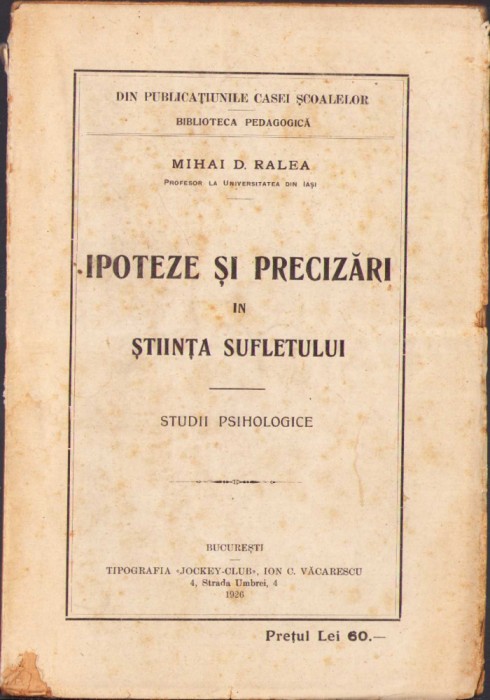 DIN PUBLICAȚIUNILE CASEI ȘCOALELOR
BIBLIOTECA PEDAGOGICĂ
MIHAI D. RALEA
PROFESOR LA UNIVERSITATEA DIN IAȘI
IPOTEZE ȘI PRECIZĂRI
IN
ȘTIINȚA SUFLETULUI
STUDII PSIHOLOGICE
BUCUREȘTI
TIPOGRAFIA «JOCKEY-CLUB», ION C. VĂCARESCU
4, Strada Umbrei, 4
1926
Prețul Lei 60.—